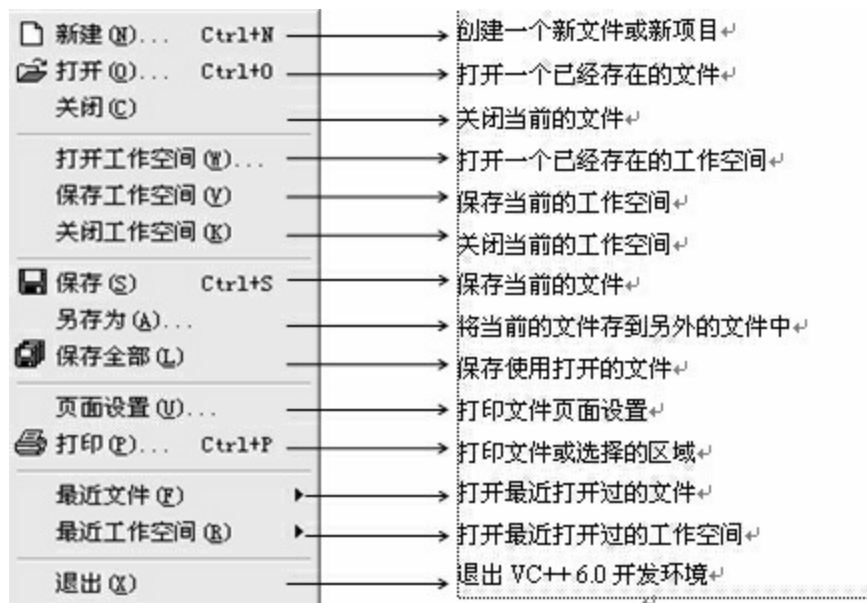 新建(N)... Ctrl+N 创建一个新文件或新项目
打开(O)... Ctrl+O 打开一个已经存在的文件
关闭(C) 关闭当前的文件
打开工作空间(W)... 打开一个已经存在的工作空间
保存工作空间(V) 保存当前的工作空间
关闭工作空间(K) 关闭当前的工作空间
保存(S) Ctrl+S 保存当前的文件
另存为(A)... 将当前的文件存到另外的文件中
保存全部(L) 保存使用打开的文件
页面设置(U)... 打印文件页面设置
打印(P)... Ctrl+P 打印文件或选择的区域
最近文件(F) 打开最近打开过的文件
最近工作空间(R) 打开最近打开过的工作空间
退出(X) 退出 VC++6.0 开发环境